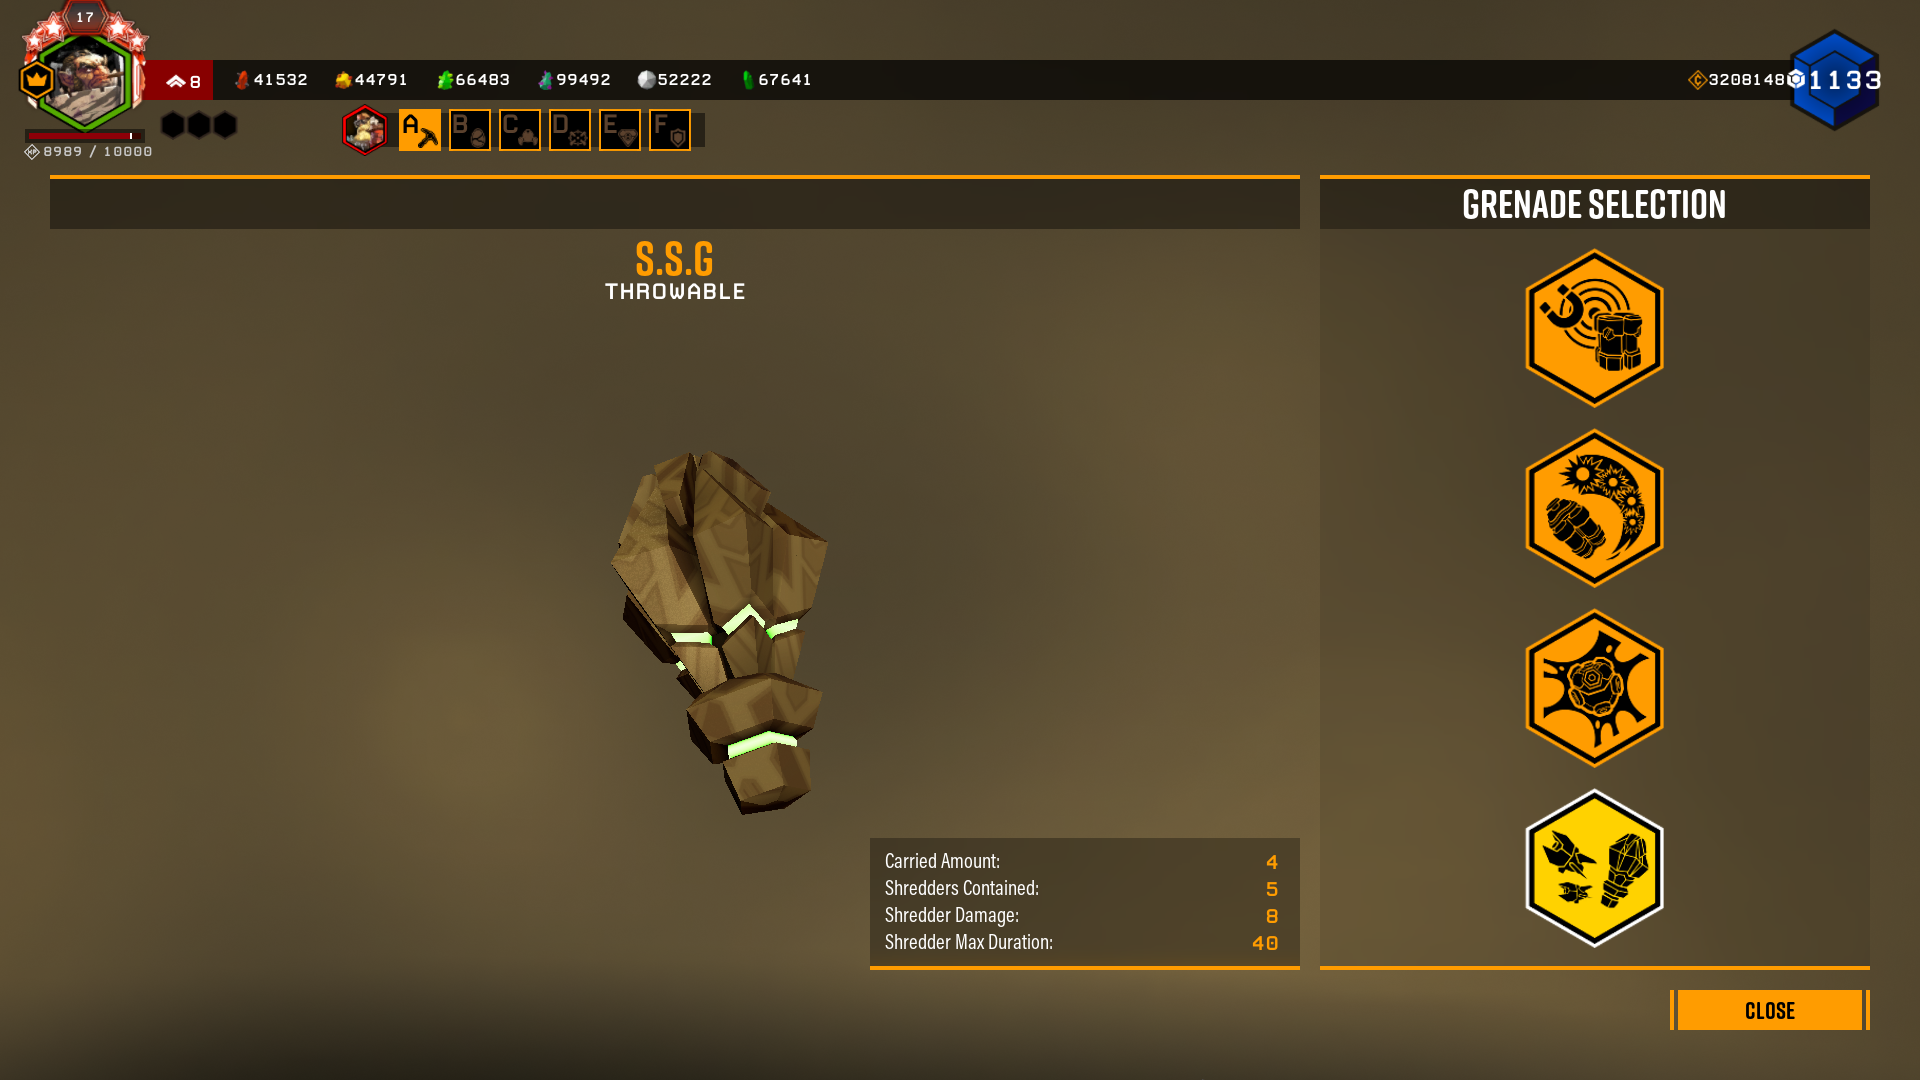 17
8
41532
44791
66483
99492
52222
67641
3208148
1133
8989 / 10000
A
B
C
D
E
F
GRENADE SELECTION
S.S.G
THROWABLE
Carried Amount: 4
Shredders Contained: 5
Shredder Damage: 8
Shredder Max Duration: 40
CLOSE